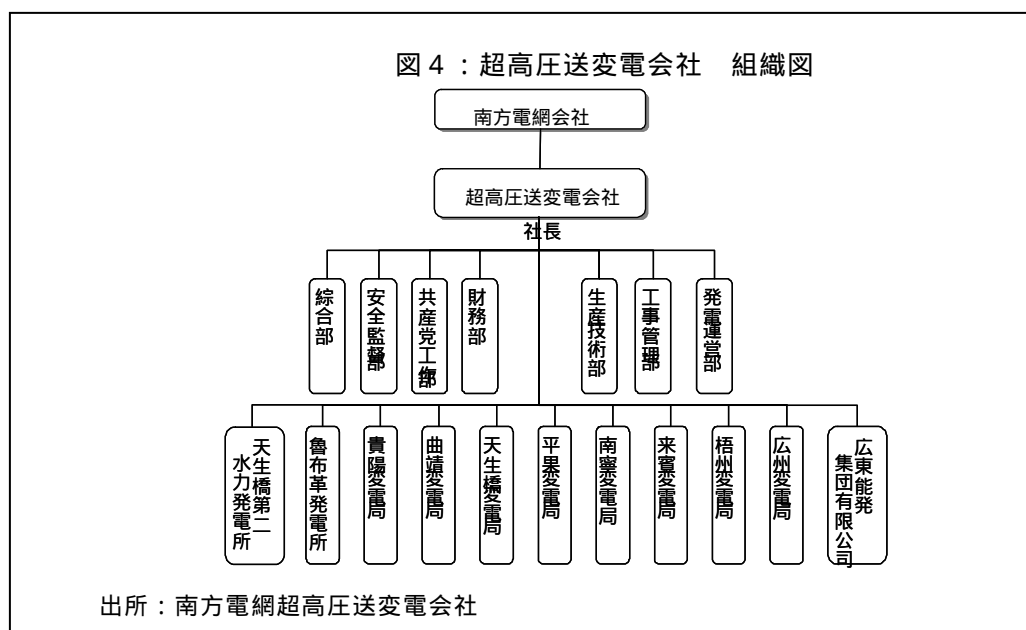 図4：超高圧送変電会社　組織図
南方電網会社
超高圧送変電会社
社長
綜合部
安全監督部
共産党工作部
財務部
生産技術部
工事管理部
発電運営部
天生橋第二
水力発電所
魯布革発電所
貴陽変電局
曲靖変電局
天生橋変電局
平果変電局
南寧変電局
来賓変電局
梧州変電局
広州変電局
広東能発
集団有限公司
出所：南方電網超高圧送変電会社